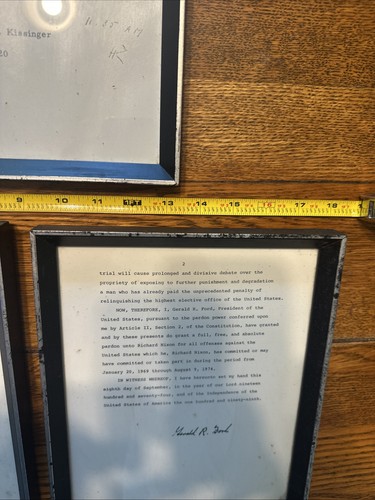 11.35 AM
Kissinger
HK
20
9 10 11 1FT 13 14 15 16 17 18
2
trial will cause prolonged and divisive debate over the
propriety of exposing to further punishment and degradation
a man who has already paid the unprecedented penalty of
relinquishing the highest elective office of the United States.
NOW, THEREFORE, I, Gerald R. Ford, President of the
United States, pursuant to the pardon power conferred upon
me by Article II, Section 2, of the Constitution, have granted
and by these presents do grant a full, free, and absolute
pardon unto Richard Nixon for all offenses against the
United States which he, Richard Nixon, has committed or may
have committed or taken part in during the period from
January 20, 1969 through August 9, 1974.
IN WITNESS WHEREOF, I have hereunto set my hand this
eighth day of September, in the year of our Lord nineteen
hundred and seventy-four, and of the Independence of the
United States of America the one hundred and ninety-ninth.
Gerald R. Ford